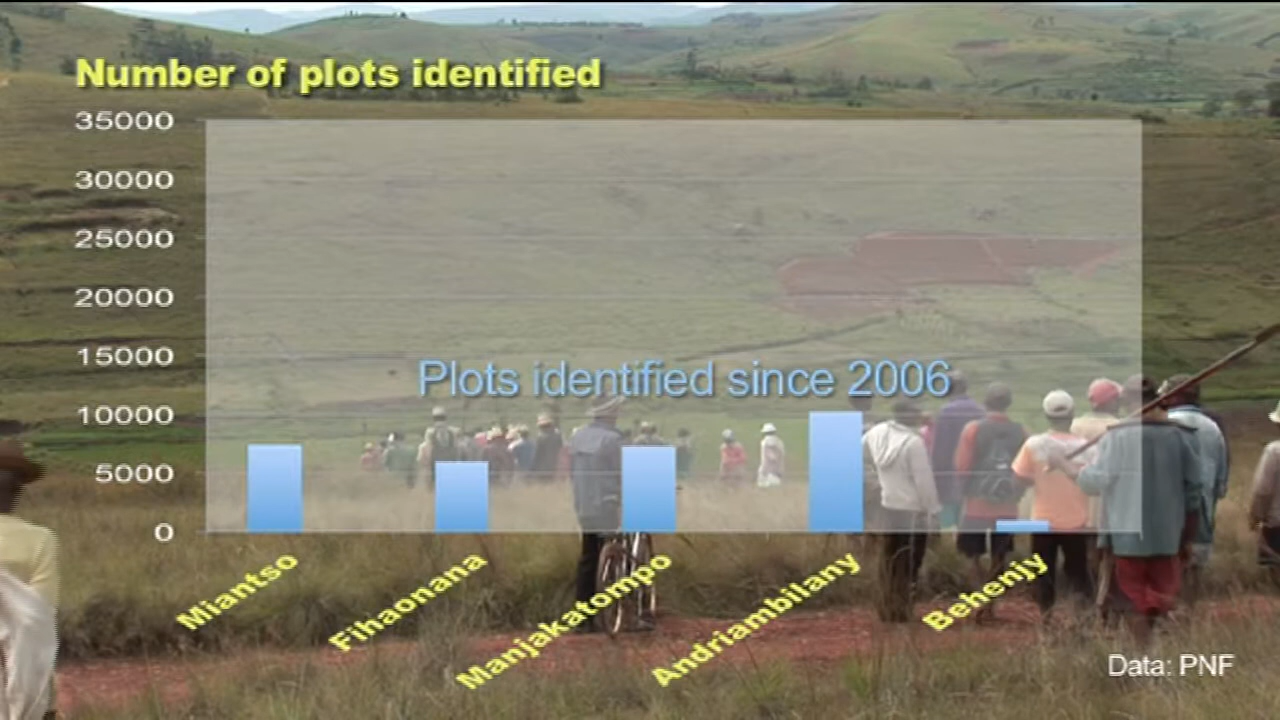 Number of plots identified
35000
30000
25000
20000
15000
10000
5000
0
Plots identified since 2006
Miantso
Fihaonana
Manjakatompo
Andriambilany
Behenjy
Data: PNF